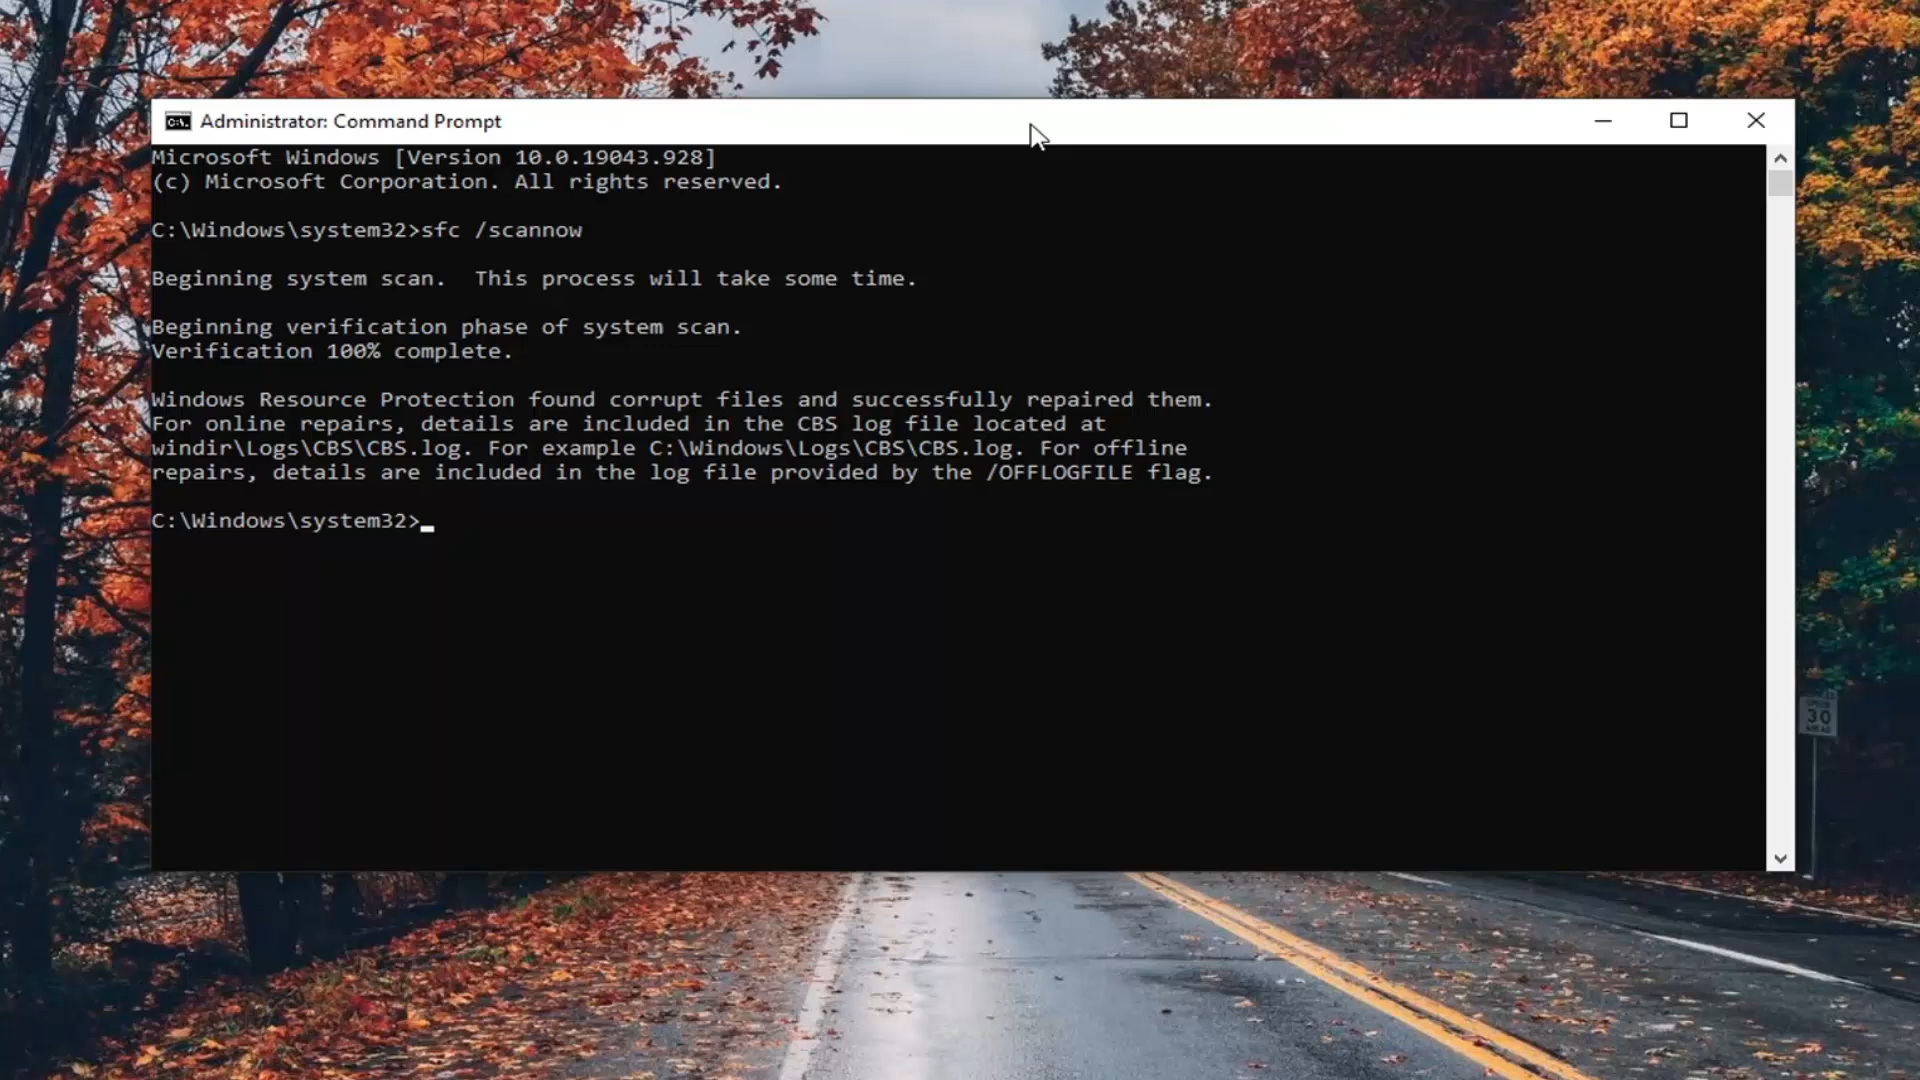 Administrator: Command Prompt
Microsoft Windows [Version 10.0.19043.928]
(c) Microsoft Corporation. All rights reserved.
C:\Windows\system32>sfc /scannow
Beginning system scan.  This process will take some time.
Beginning verification phase of system scan.
Verification 100% complete.
Windows Resource Protection found corrupt files and successfully repaired them.
For online repairs, details are included in the CBS log file located at
windir\Logs\CBS\CBS.log. For example C:\Windows\Logs\CBS\CBS.log. For offline
repairs, details are included in the log file provided by the /OFFLOGFILE flag.
C:\Windows\system32>
SPEED
30
AHEAD